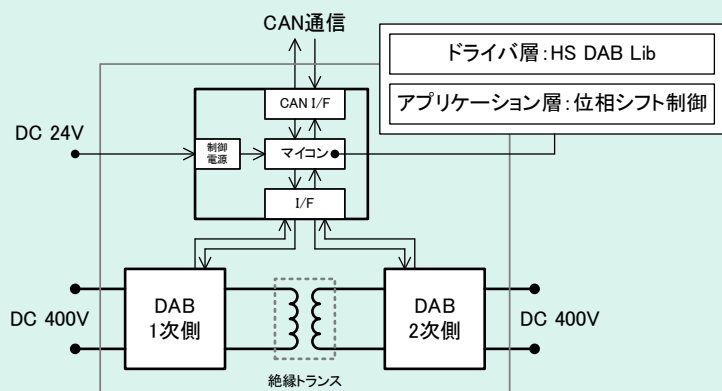 CAN通信
ドライバ層:HS DAB Lib
アプリケーション層:位相シフト制御
CAN I/F
DC 24V
制御
電源
マイコン
I/F
DC 400V
DAB
1次側
DAB
2次側
DC 400V
絶縁トランス